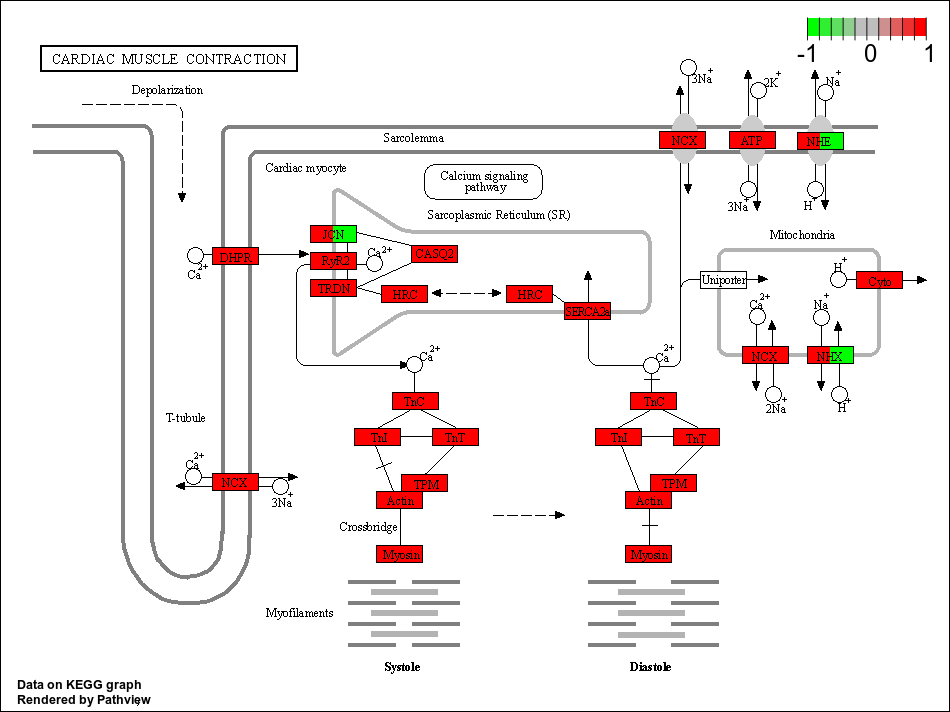 -1 0 1
CARDIAC MUSCLE CONTRACTION
Depolarization
3Na+
2K+
Na+
Sarcolemma
NCX
ATP
NHE
Cardiac myocyte
Calcium signaling
pathway
3Na+
H+
Sarcoplasmic Reticulum (SR)
JCN
Mitochondria
Ca2+
DHPR
RyR2
Ca2+
CASQ2
TRDN
HRC
HRC
SERCA2a
Uniporter
H+
Cyto
Ca2+
Na+
NCX
NHX
2Na+
H+
Ca2+
Ca2+
TnC
TnC
T-tubule
TnI
TnT
TnI
TnT
Ca2+
NCX
3Na+
TPM
Actin
TPM
Actin
Crossbridge
Myosin
Myosin
Myofilaments
Systole
Diastole
Data on KEGG graph
Rendered by Pathview